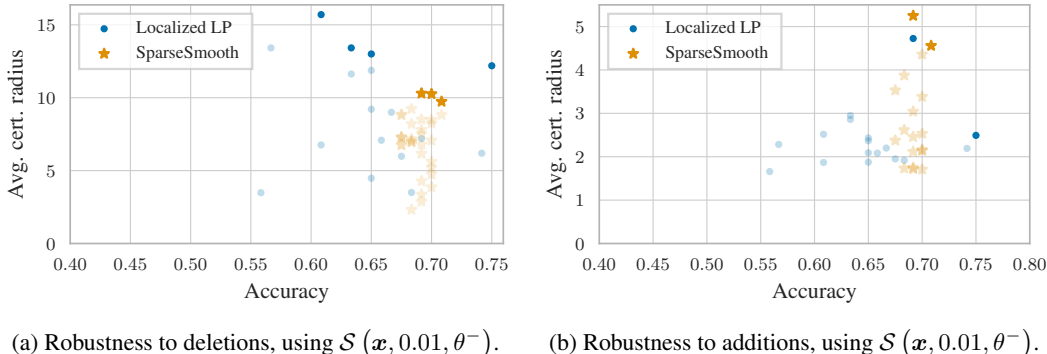 Localized LP
SparseSmooth
Avg. cert. radius
15
10
5
0
0.40 0.45 0.50 0.55 0.60 0.65 0.70 0.75
Accuracy
(a) Robustness to deletions, using 𝒮 (𝒙, 0.01, θ⁻).
Localized LP
SparseSmooth
Avg. cert. radius
5
4
3
2
1
0
0.40 0.45 0.50 0.55 0.60 0.65 0.70 0.75 0.80
Accuracy
(b) Robustness to additions, using 𝒮 (𝒙, 0.01, θ⁻).